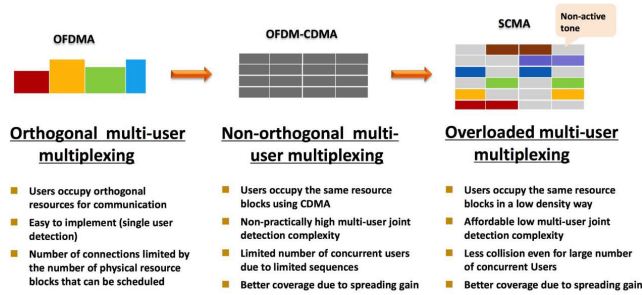 OFDMA
OFDM-CDMA
SCMA
Non-active
tone
Orthogonal multi-user
multiplexing
Users occupy orthogonal
resources for communication
Easy to implement (single user
detection)
Number of connections limited by
the number of physical resource
blocks that can be scheduled
Non-orthogonal multi-
user multiplexing
Users occupy the same resource
blocks using CDMA
Non-practically high multi-user joint
detection complexity
Limited number of concurrent users
due to limited sequences
Better coverage due to spreading gain
Overloaded multi-user
multiplexing
Users occupy the same resource
blocks in a low density way
Affordable low multi-user joint
detection complexity
Less collision even for large number
of concurrent Users
Better coverage due to spreading gain